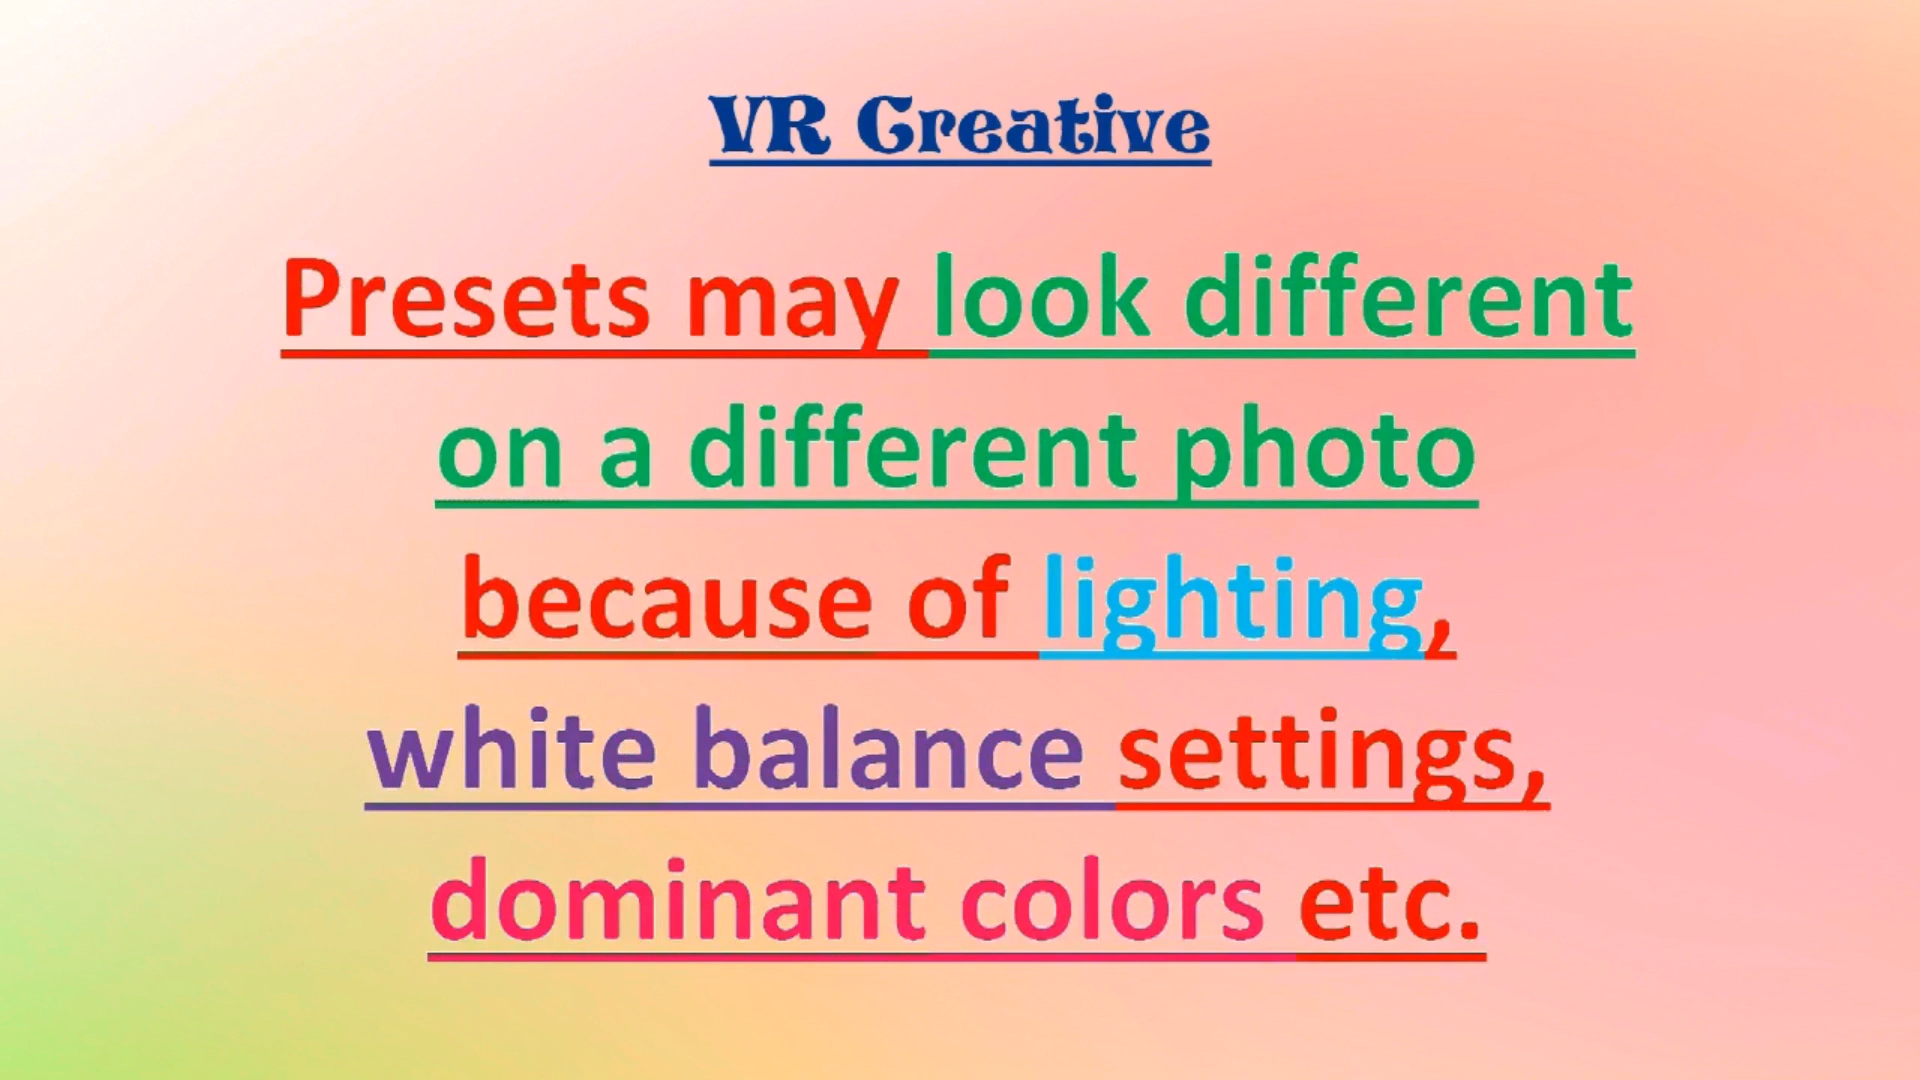 VR Creative
Presets may look different
on a different photo
because of lighting,
white balance settings,
dominant colors etc.